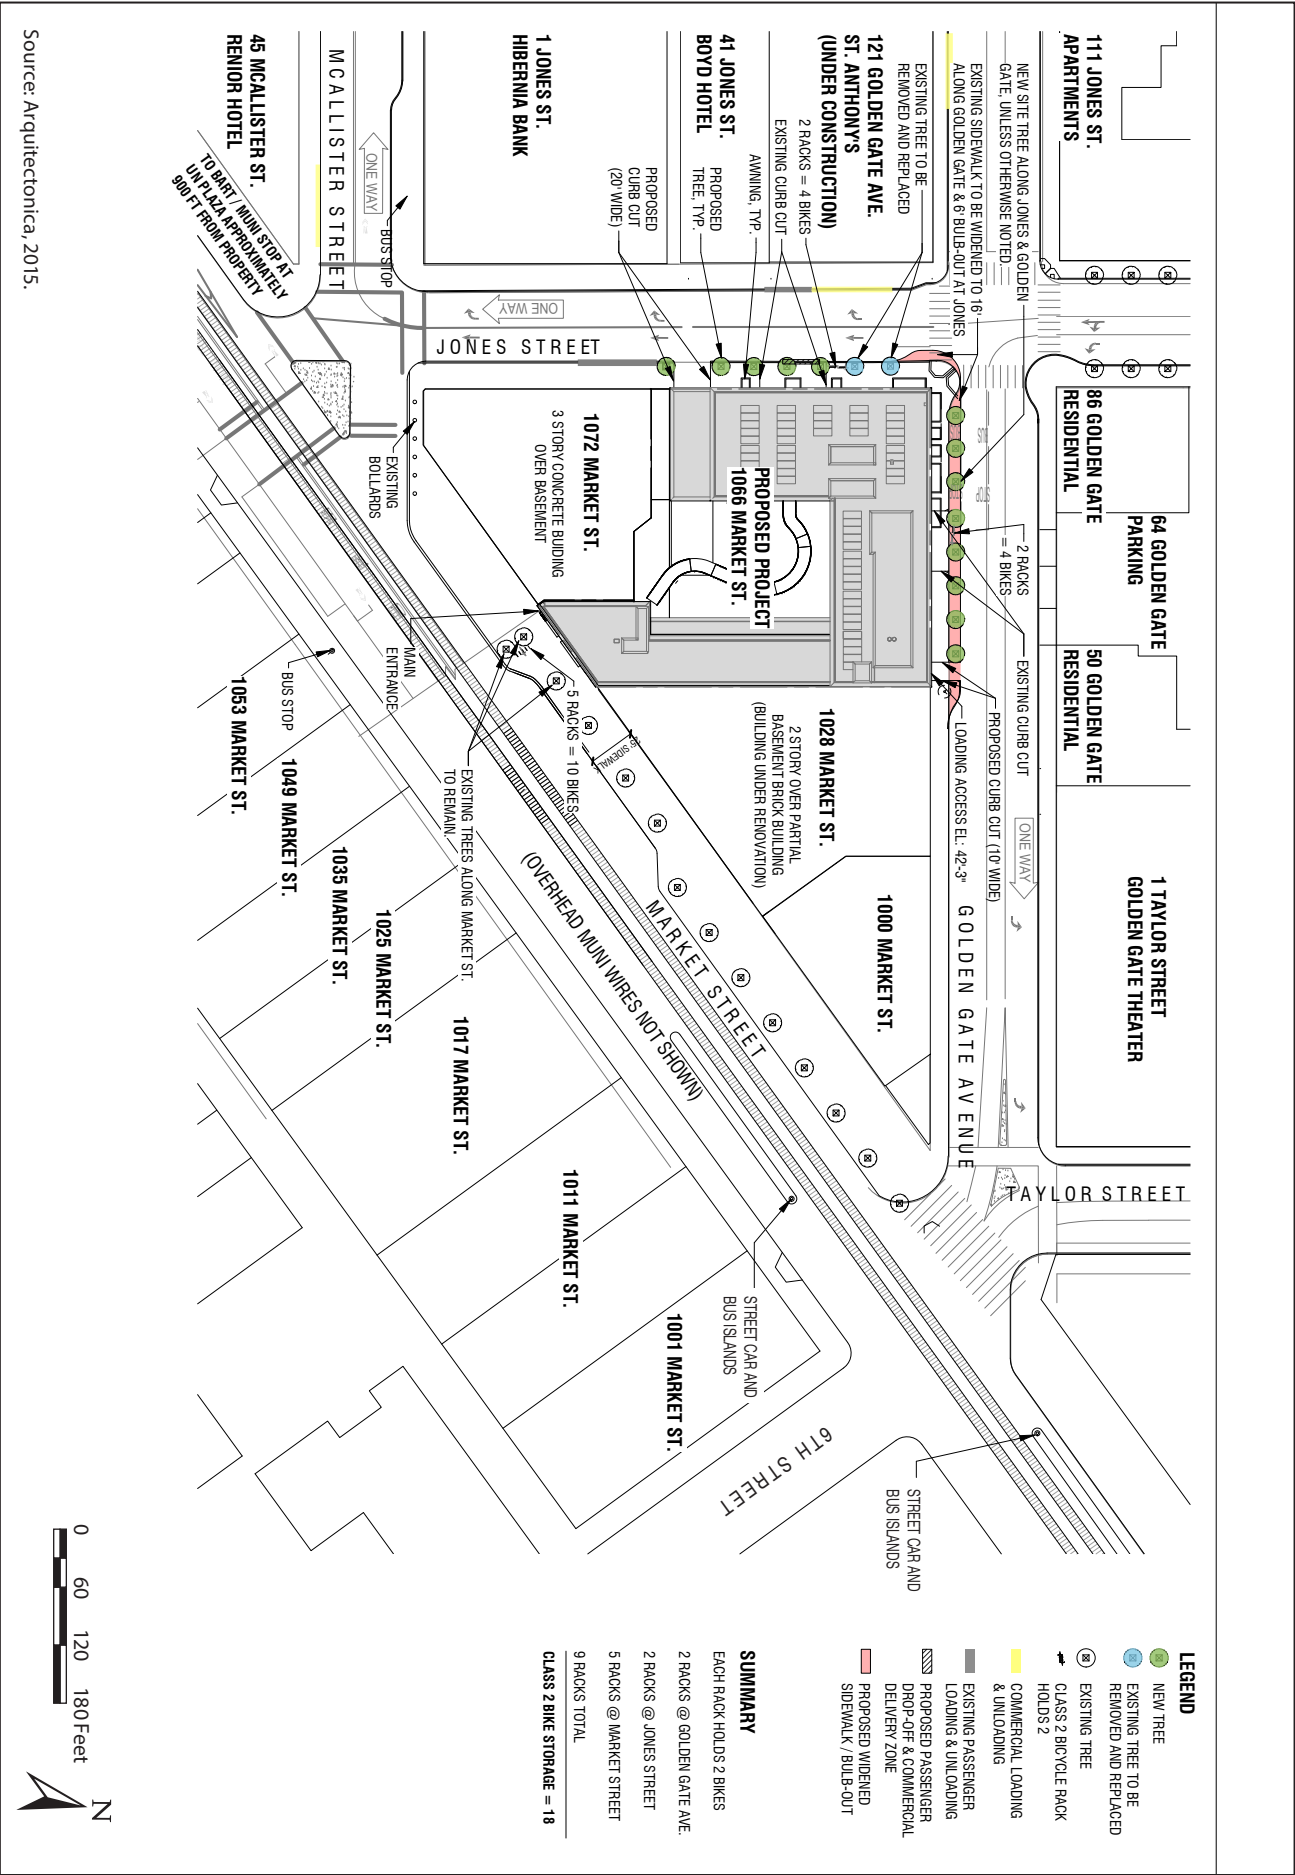 111 JONES ST.
APARTMENTS
NEW SITE TREE ALONG JONES & GOLDEN
GATE, UNLESS OTHERWISE NOTED
EXISTING SIDEWALK TO BE WIDENED TO 16'
ALONG GOLDEN GATE & 6' BULB-OUT AT JONES
EXISTING TREE TO BE
REMOVED AND REPLACED
121 GOLDEN GATE AVE.
ST. ANTHONY'S
(UNDER CONSTRUCTION)
2 RACKS = 4 BIKES
EXISTING CURB CUT
AWNING, TYP.
41 JONES ST.
BOYD HOTEL
PROPOSED
TREE, TYP.
PROPOSED
CURB CUT
(20' WIDE)
1 JONES ST.
HIBERNIA BANK
BUS STOP
ONE WAY
MCALLISTER STREET
45 MCALLISTER ST.
RENIOR HOTEL
TO BART / MUNI STOP AT
UN PLAZA APPROXIMATELY
900 FT FROM PROPERTY
ONE WAY
JONES STREET
86 GOLDEN GATE
RESIDENTIAL
64 GOLDEN GATE
PARKING
50 GOLDEN GATE
RESIDENTIAL
1 TAYLOR STREET
GOLDEN GATE THEATER
BUS
STOP
2 RACKS
= 4 BIKES
EXISTING CURB CUT
PROPOSED CURB CUT (10' WIDE)
LOADING ACCESS EL: 42'-3"
ONE WAY
GOLDEN GATE AVENUE
TAYLOR STREET
PROPOSED PROJECT
1066 MARKET ST.
8
1072 MARKET ST.
3 STORY CONCRETE BUIDING
OVER BASEMENT
EXISTING
BOLLARDS
MAIN
ENTRANCE
1028 MARKET ST.
2 STORY OVER PARTIAL
BASEMENT BRICK BUILDING
(BUILDING UNDER RENOVATION)
1000 MARKET ST.
5 RACKS = 10 BIKES
SIDEWALK
EXISTING TREES ALONG MARKET ST.
TO REMAIN.
MARKET STREET
(OVERHEAD MUNI WIRES NOT SHOWN)
BUS STOP
1053 MARKET ST.
1049 MARKET ST.
1035 MARKET ST.
1025 MARKET ST.
1017 MARKET ST.
1011 MARKET ST.
1001 MARKET ST.
STREET CAR AND
BUS ISLANDS
6TH STREET
STREET CAR AND
BUS ISLANDS
LEGEND
NEW TREE
EXISTING TREE TO BE
REMOVED AND REPLACED
EXISTING TREE
CLASS 2 BICYCLE RACK
HOLDS 2
COMMERCIAL LOADING
& UNLOADING
EXISTING PASSENGER
LOADING & UNLOADING
PROPOSED PASSENGER
DROP-OFF & COMMERCIAL
DELIVERY ZONE
PROPOSED WIDENED
SIDEWALK / BULB-OUT
SUMMARY
EACH RACK HOLDS 2 BIKES
2 RACKS @ GOLDEN GATE AVE.
2 RACKS @ JONES STREET
5 RACKS @ MARKET STREET
9 RACKS TOTAL
CLASS 2 BIKE STORAGE = 18
0 60 120 180 Feet
N
Source: Arquitectonica, 2015.